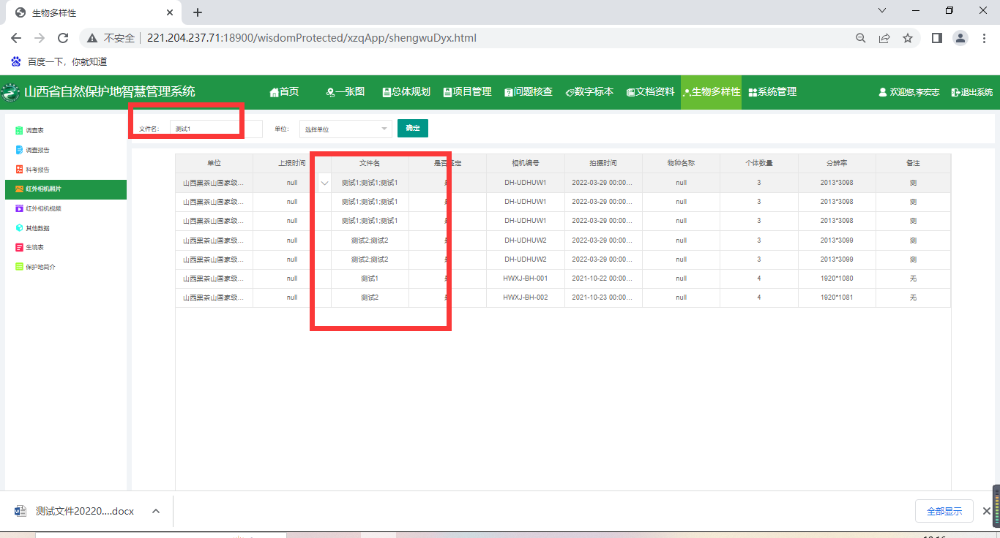 生物多样性
不安全 221.204.237.71:18900/wisdomProtected/xzqApp/shengwuDyx.html
百度一下，你就知道
山西省自然保护地智慧管理系统 首页 一张图 总体规划 项目管理 问题核查 数字标本 文档资料 生物多样性 系统管理 欢迎您,李宏志 退出系统
文件名: 测试1 单位: 选择单位 确定
调查表
调查报告
科考报告
红外相机照片
红外相机视频
其他数据
生境表
保护地简介
单位 上报时间 文件名 是否鉴定 相机编号 拍摄时间 物种名称 个体数量 分辨率 备注
山西黑茶山国家级... null 测试1;测试1;测试1 是 DH-UDHUW1 2022-03-29 00:00... null 3 2013*3098 测
山西黑茶山国家级... null 测试1;测试1;测试1 是 DH-UDHUW1 2022-03-29 00:00... null 3 2013*3098 测
山西黑茶山国家级... null 测试1;测试1;测试1 是 DH-UDHUW1 2022-03-29 00:00... null 3 2013*3098 测
山西黑茶山国家级... null 测试2;测试2 是 DH-UDHUW2 2022-03-29 00:00... null 3 2013*3099 测
山西黑茶山国家级... null 测试2;测试2 是 DH-UDHUW2 2022-03-29 00:00... null 3 2013*3099 测
山西黑茶山国家级... null 测试1 是 HWXJ-BH-001 2021-10-22 00:00... null 4 1920*1080 无
山西黑茶山国家级... null 测试2 是 HWXJ-BH-002 2021-10-23 00:00... null 4 1920*1081 无
测试文件20220....docx 全部显示